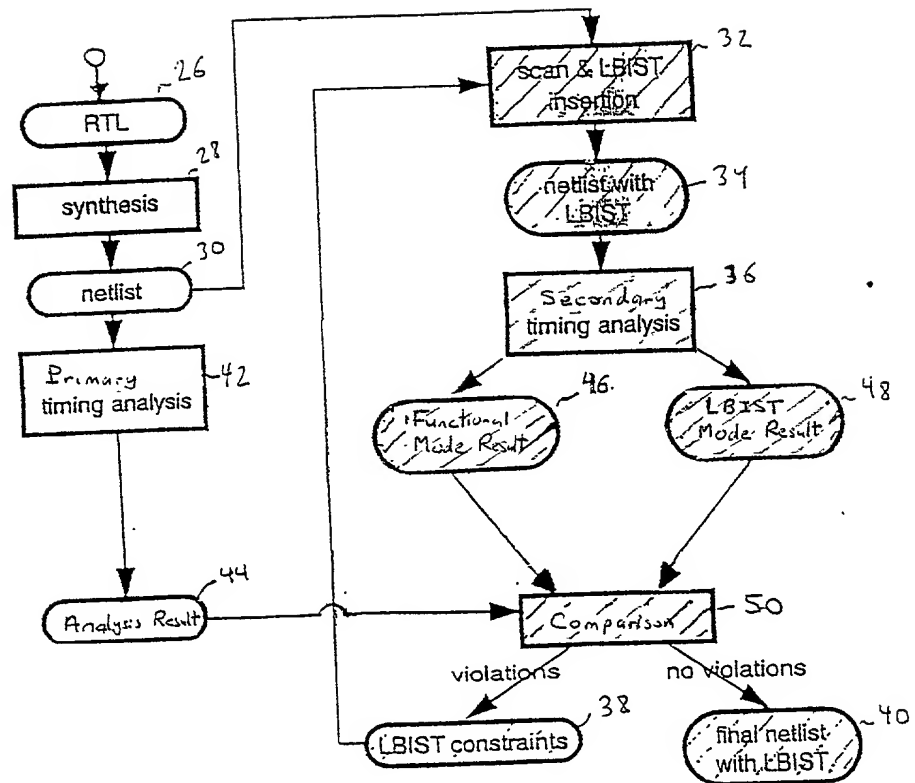 26
RTL
28
synthesis
30
netlist
Primary
timing analysis
42
44
Analysis Result
32
scan & LBIST
insertion
34
netlist with
LBIST
36
Secondary
timing analysis
46
Functional
Mode Result
48
LBIST
Mode Result
50
Comparison
violations
no violations
38
LBIST constraints
40
final netlist
with LBIST